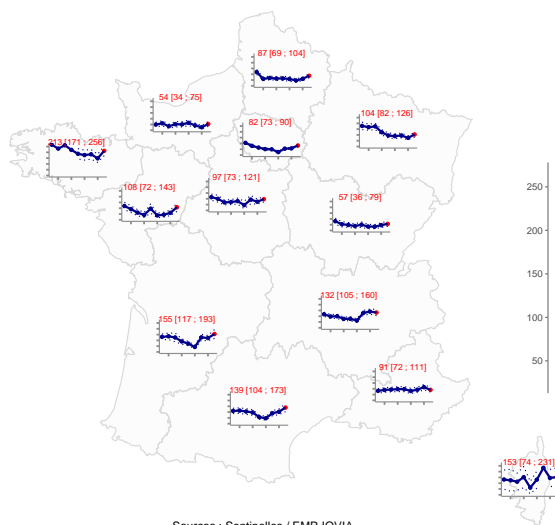 87 [69 ; 104]
54 [34 ; 75]
104 [82 ; 126]
82 [73 ; 90]
213 [171 ; 256]
97 [73 ; 121]
108 [72 ; 143]
57 [36 ; 79]
250
200
150
132 [105 ; 160]
100
155 [117 ; 193]
91 [72 ; 111]
50
139 [104 ; 173]
153 [74 ; 231]
Sources : Sentinelles / EMR IQVIA